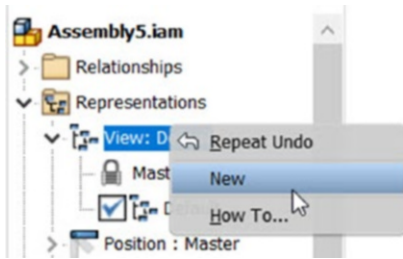 Assembly5.iam
Relationships
Representations
View: D
Repeat Undo
Mast
New
How To...
Position : Master